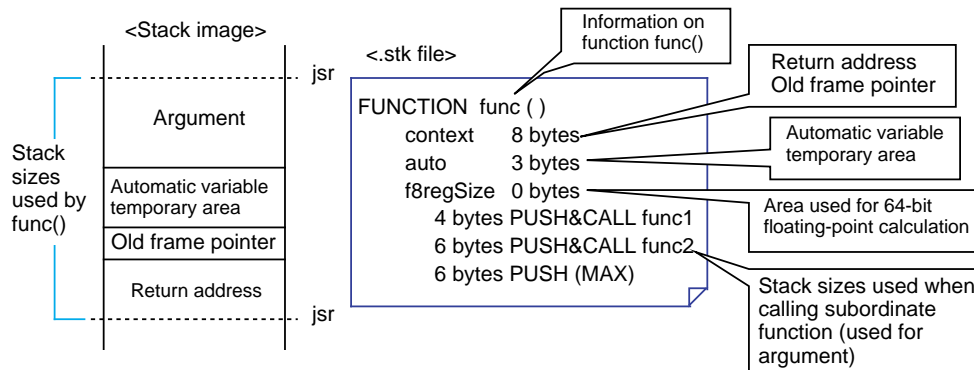 <Stack image>
jsr
Argument
Stack
sizes
used by
func()
Automatic variable
temporary area
Old frame pointer
Return address
jsr
<.stk file>
Information on
function func()
FUNCTION func ( )
context 8 bytes
auto 3 bytes
f8regSize 0 bytes
4 bytes PUSH&CALL func1
6 bytes PUSH&CALL func2
6 bytes PUSH (MAX)
Return address
Old frame pointer
Automatic variable
temporary area
Area used for 64-bit
floating-point calculation
Stack sizes used when
calling subordinate
function (used for
argument)